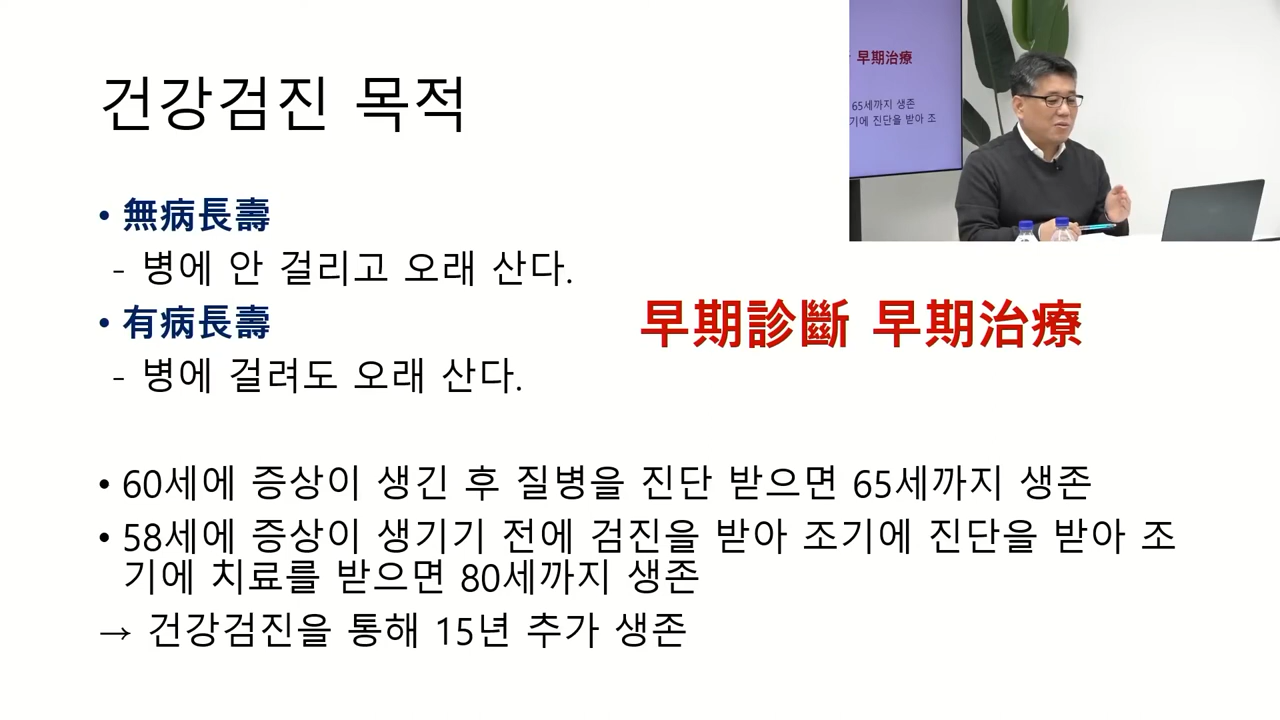 건강검진 목적
• 無病長壽
- 병에 안 걸리고 오래 산다.
• 有病長壽
- 병에 걸려도 오래 산다.
早期診斷 早期治療
• 60세에 증상이 생긴 후 질병을 진단 받으면 65세까지 생존
• 58세에 증상이 생기기 전에 검진을 받아 조기에 진단을 받아 조
기에 치료를 받으면 80세까지 생존
→ 건강검진을 통해 15년 추가 생존
早期治療
65세까지 생존
기에 진단을 받아 조